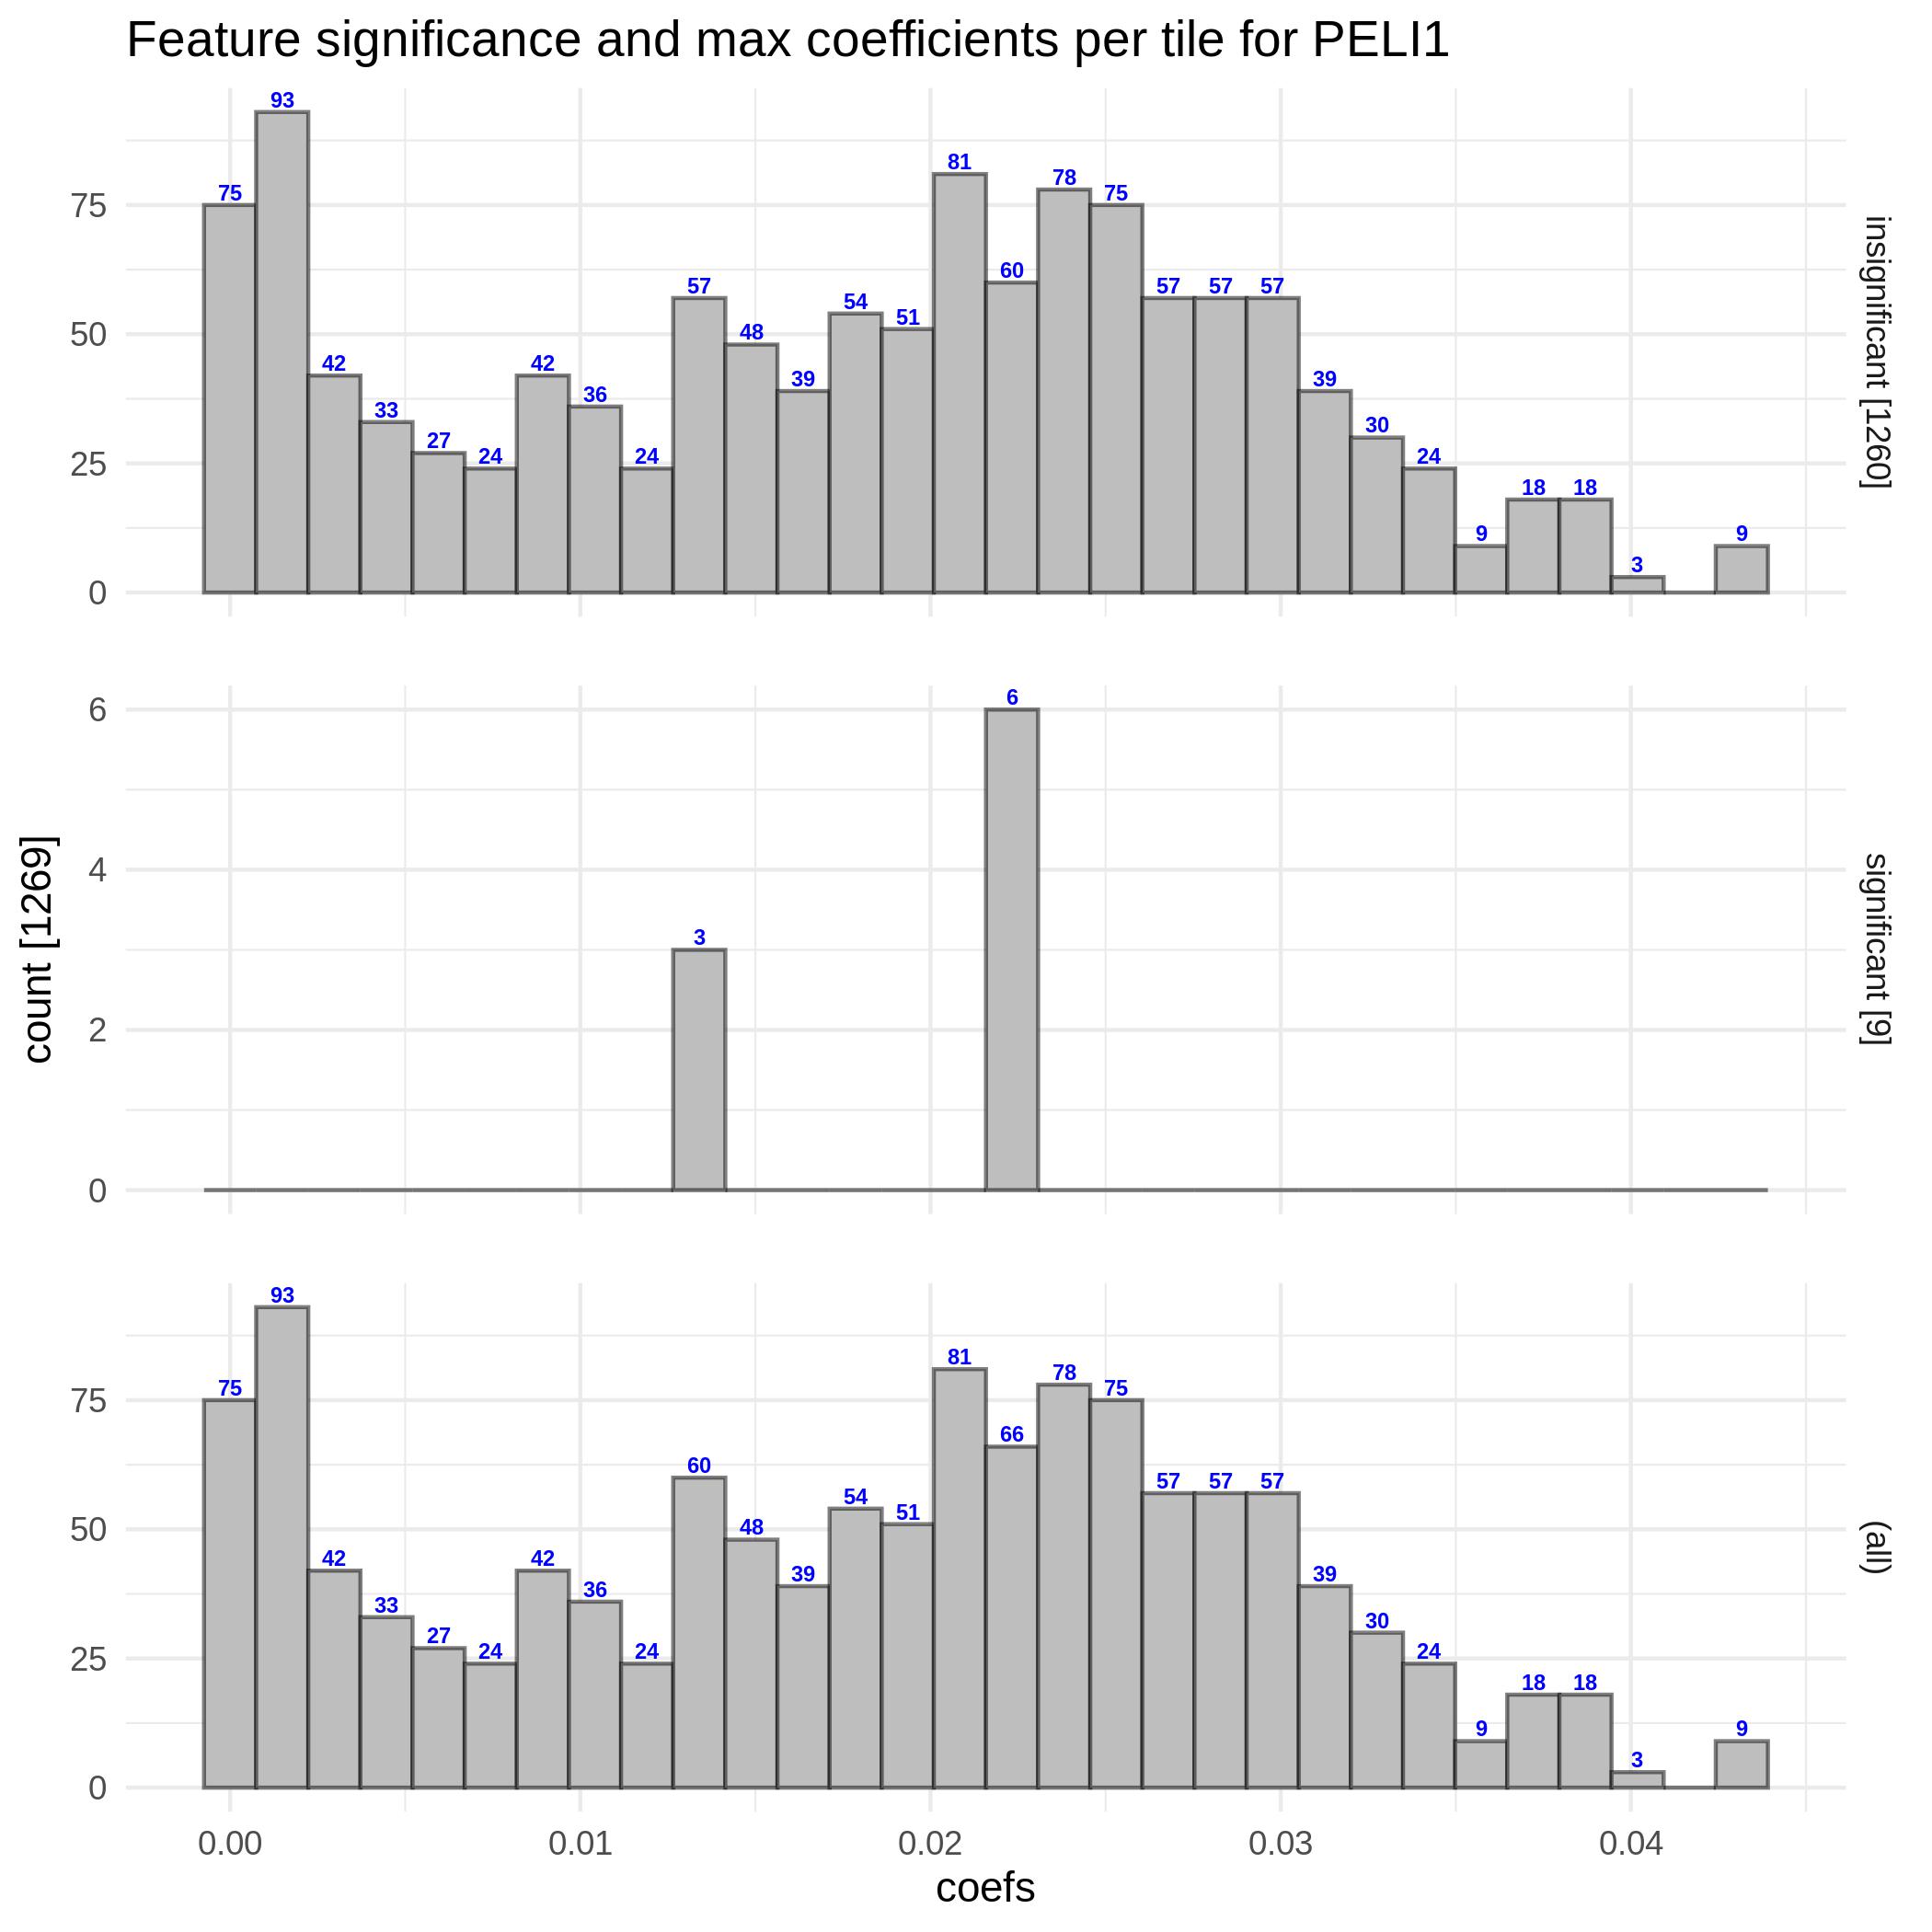 Feature significance and max coefficients per tile for PELI1
count [1269]
75
50
25
0
75 93 42 33 27 24 42 36 24 57 48 39 54 51 81 60 78 75 57 57 57 39 30 24 9 18 18 3 9
insignificant [1260]
6
4
2
0
3 6
significant [9]
75
50
25
0
75 93 42 33 27 24 42 36 24 60 48 39 54 51 81 66 78 75 57 57 57 39 30 24 9 18 18 3 9
(all)
0.00 0.01 0.02 0.03 0.04
coefs